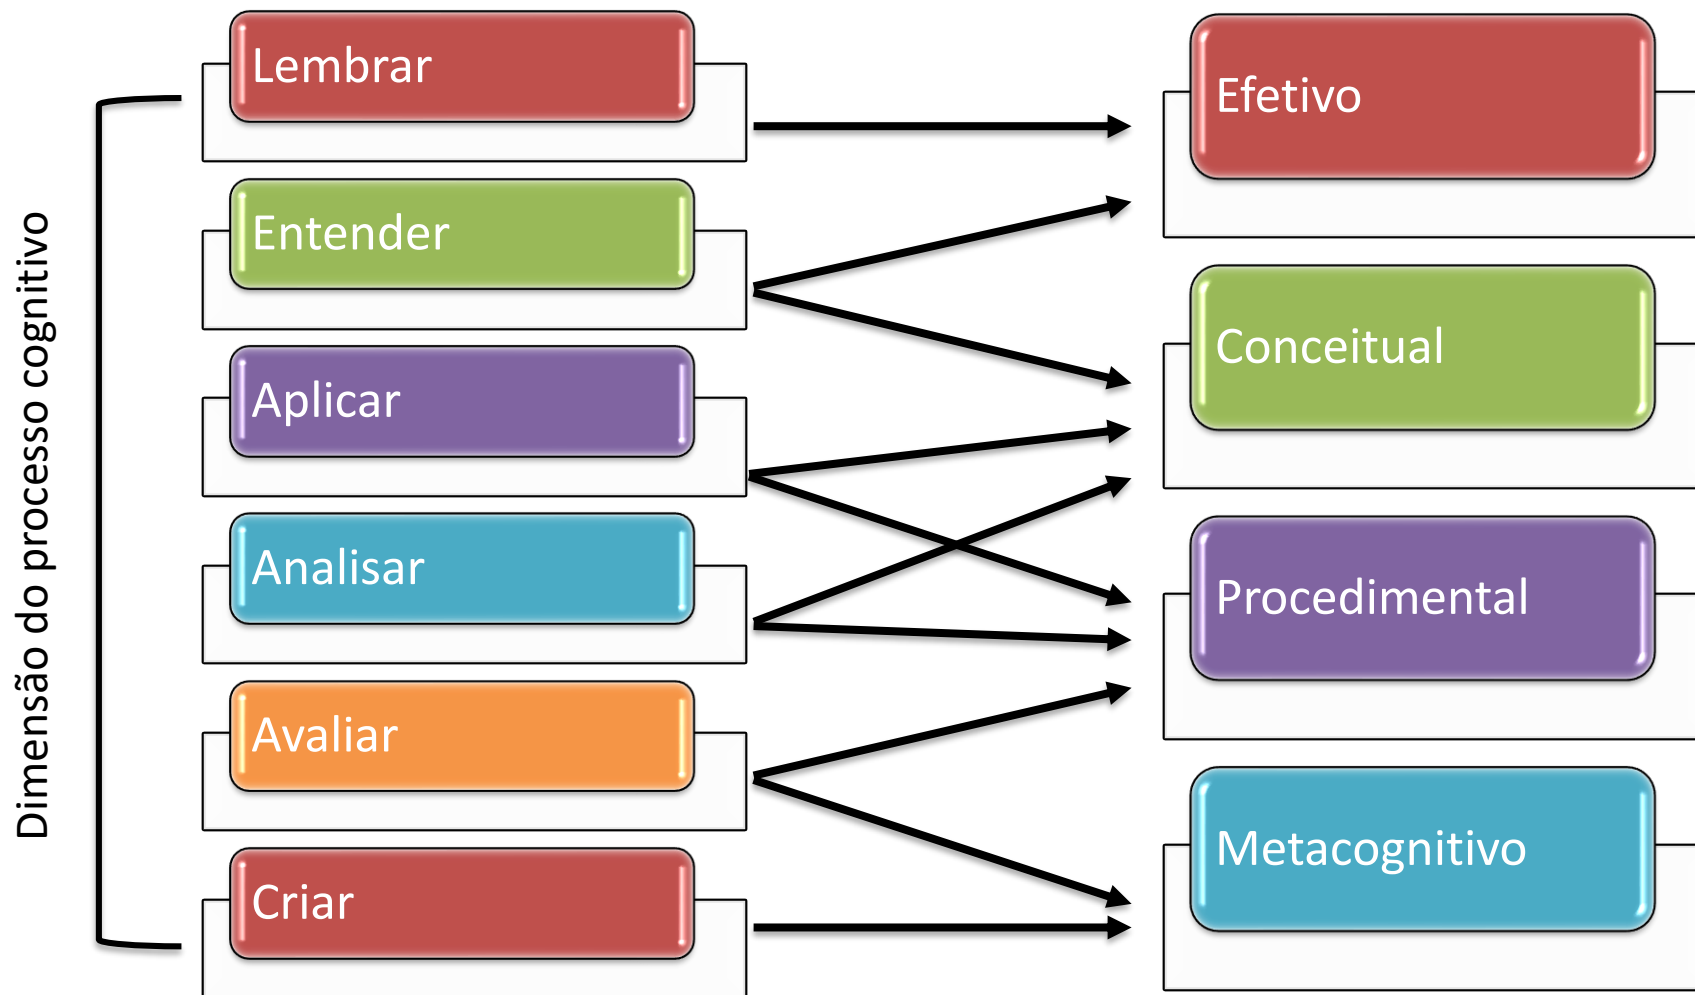 Dimensão do processo cognitivo
Lembrar
Entender
Aplicar
Analisar
Avaliar
Criar
Efetivo
Conceitual
Procedimental
Metacognitivo